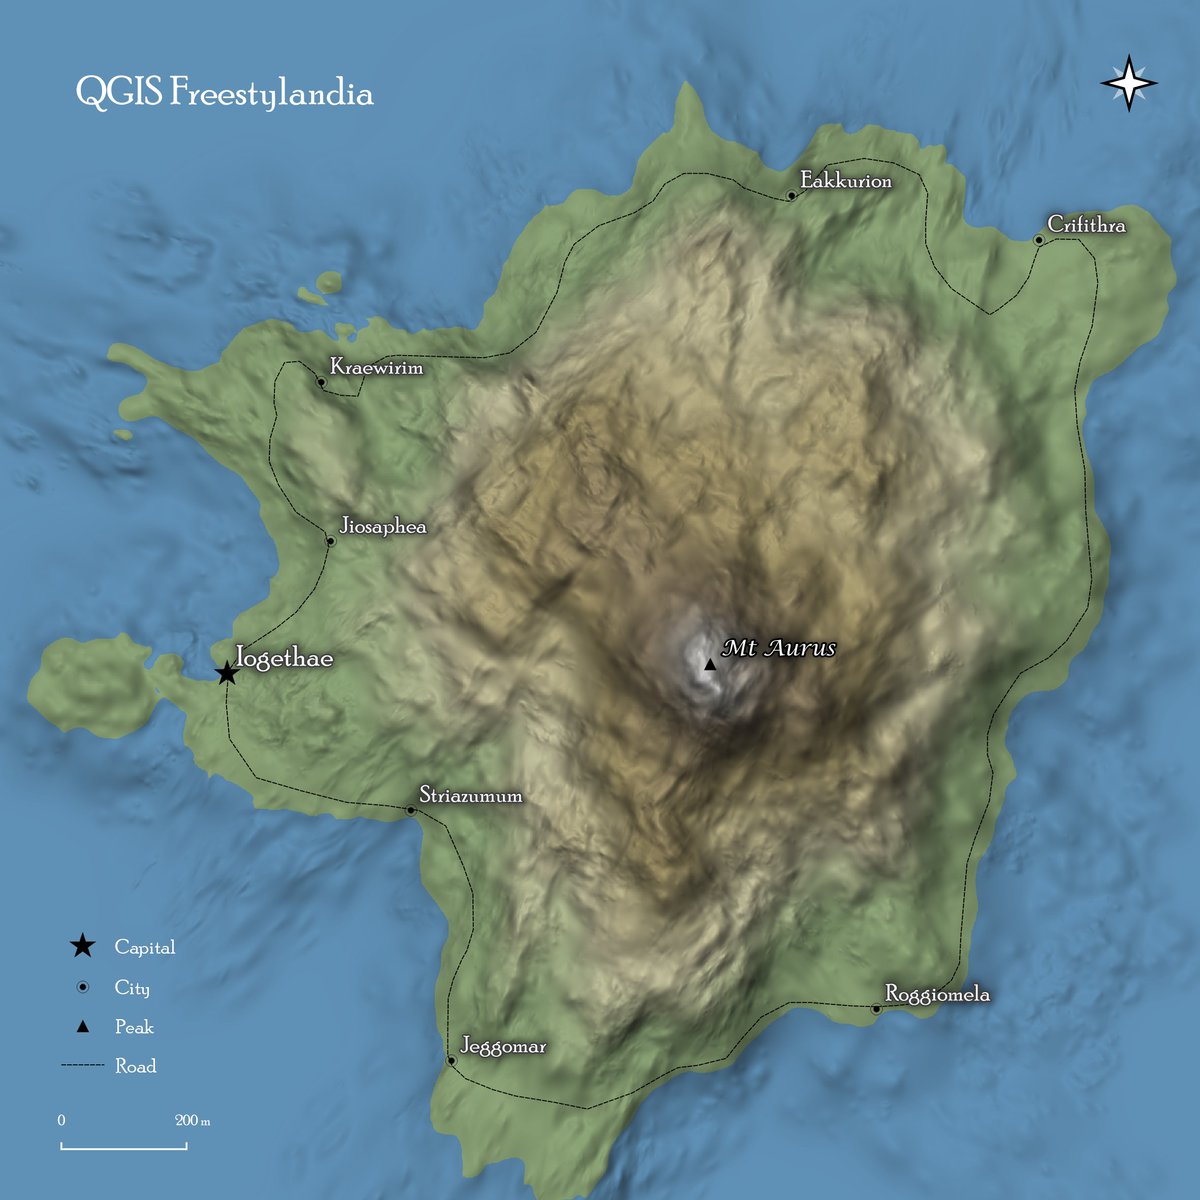 QGIS Freestylandia
Eakkurion
Crifithra
Kraewirim
Jiosaphea
Iogethae
Mt Aurus
Striazumum
Capital
City
Roggiomela
Peak
Jeggomar
Road
0 200 m